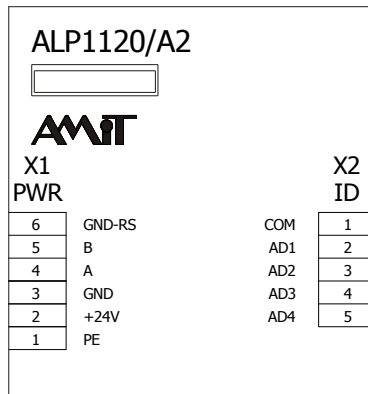 ALP1120/A2
AMiT
X1 X2
PWR ID
6 GND-RS COM 1
5 B AD1 2
4 A AD2 3
3 GND AD3 4
2 +24V AD4 5
1 PE